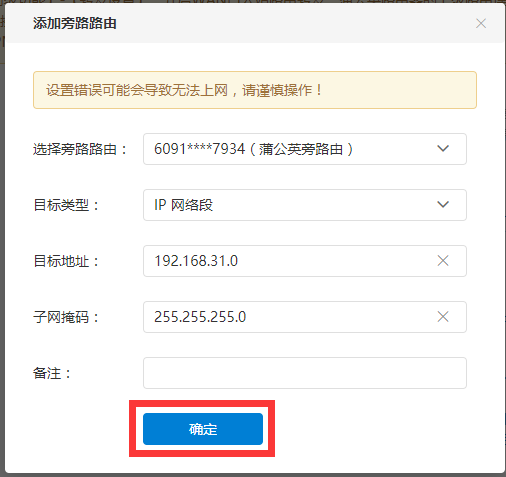 添加旁路路由
设置错误可能会导致无法上网，请谨慎操作！
选择旁路路由： 6091****7934（蒲公英旁路由）
目标类型： IP 网络段
目标地址： 192.168.31.0
子网掩码： 255.255.255.0
备注：
确定